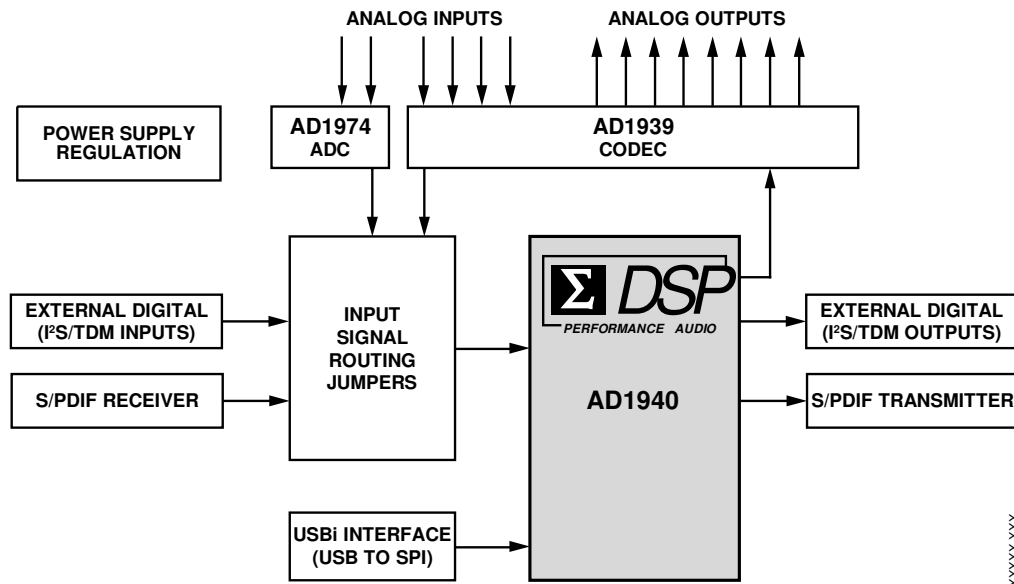 ANALOG INPUTS
ANALOG OUTPUTS
POWER SUPPLY
REGULATION
AD1974
ADC
AD1939
CODEC
EXTERNAL DIGITAL
(I²S/TDM INPUTS)
S/PDIF RECEIVER
INPUT
SIGNAL
ROUTING
JUMPERS
Σ DSP
PERFORMANCE AUDIO
AD1940
EXTERNAL DIGITAL
(I²S/TDM OUTPUTS)
S/PDIF TRANSMITTER
USBi INTERFACE
(USB TO SPI)